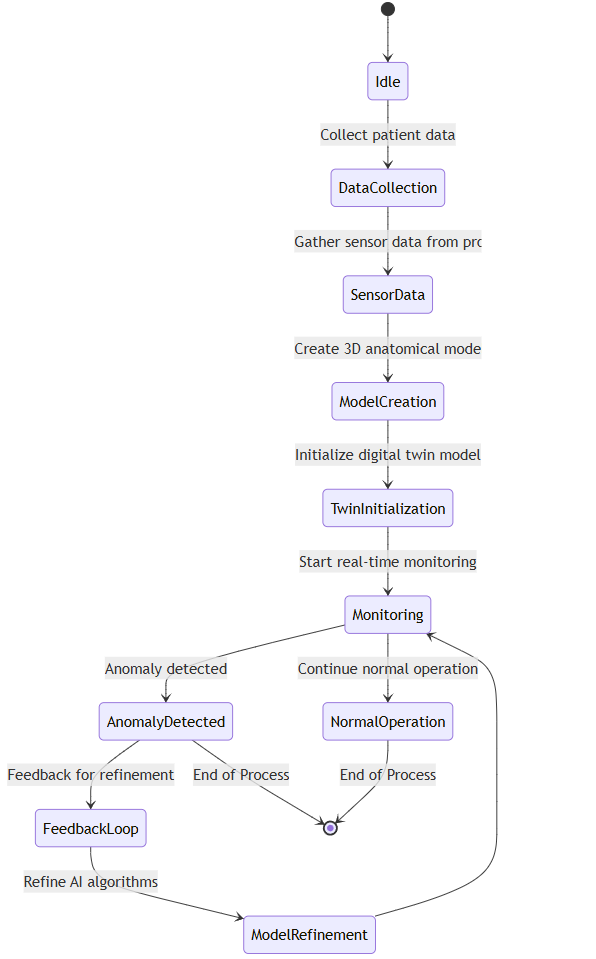 Idle
Collect patient data
DataCollection
Gather sensor data from pro
SensorData
Create 3D anatomical mode
ModelCreation
Initialize digital twin model
TwinInitialization
Start real-time monitoring
Monitoring
Anomaly detected
Continue normal operation
AnomalyDetected
NormalOperation
Feedback for refinement
End of Process
End of Process
FeedbackLoop
Refine AI algorithms
ModelRefinement